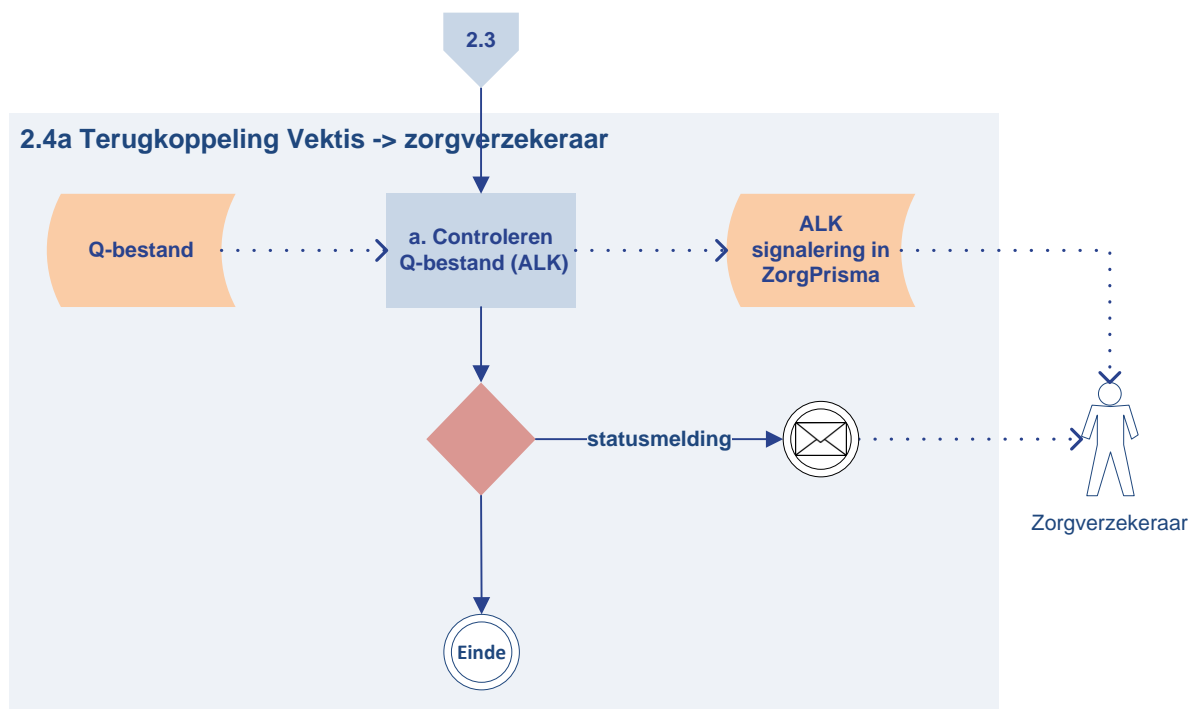 2.3
2.4a Terugkoppeling Vektis -> zorgverzekeraar
Q-bestand
a. Controleren
Q-bestand (ALK)
ALK
signalering in
ZorgPrisma
statusmelding
Zorgverzekeraar
Einde